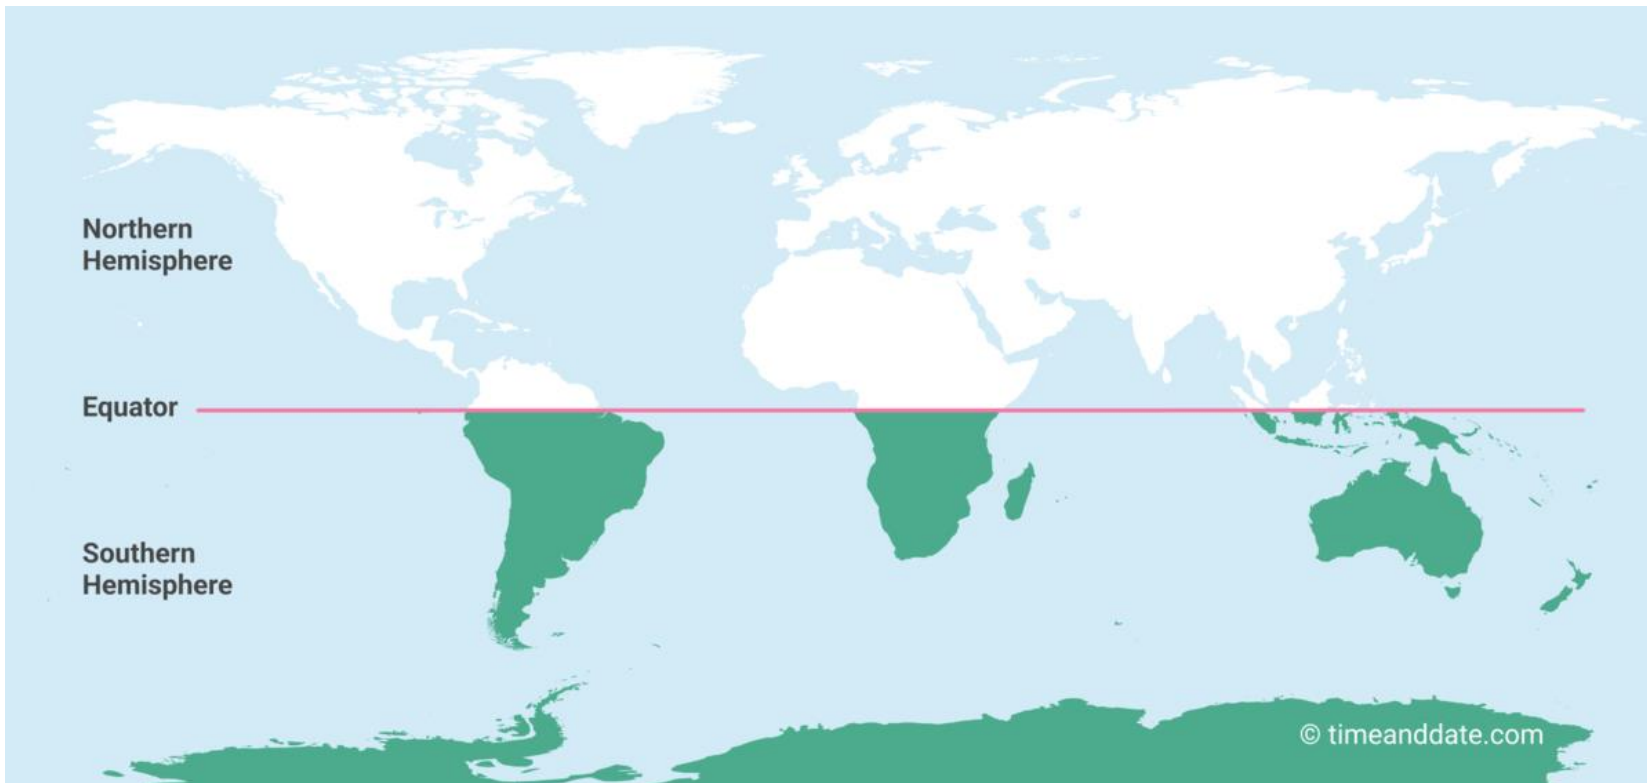 Northern
Hemisphere
Equator
Southern
Hemisphere
© timeanddate.com